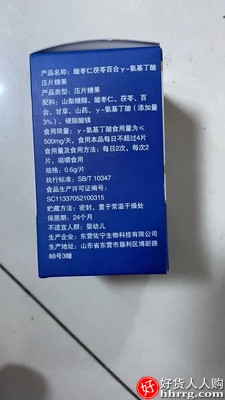 产品名称：酸枣仁茯苓百合γ-氨基丁酸
压片糖果
产品类型：压片糖果
配料：山梨糖醇、酸枣仁、茯苓、百
合、甘草、山药、γ-氨基丁酸（添加量
3%）、硬脂酸镁
食用限量：γ-氨基丁酸食用量为≤
500mg/天，食用本品每日不超过4片
食用量及食用方法：每日2次，每次2
片，咀嚼食用
规格：0.6g/片
执行标准：SB/T 10347
食品生产许可证编号：
SC11337052100315
贮藏方法：密封、置于常温干燥处
保质期：24个月
不适宜人群：婴幼儿
生产企业：东营佐宁生物科技有限公司
生产地址：山东省东营市垦利区博新路
88号3幢
好货人人购
hhrrg.com